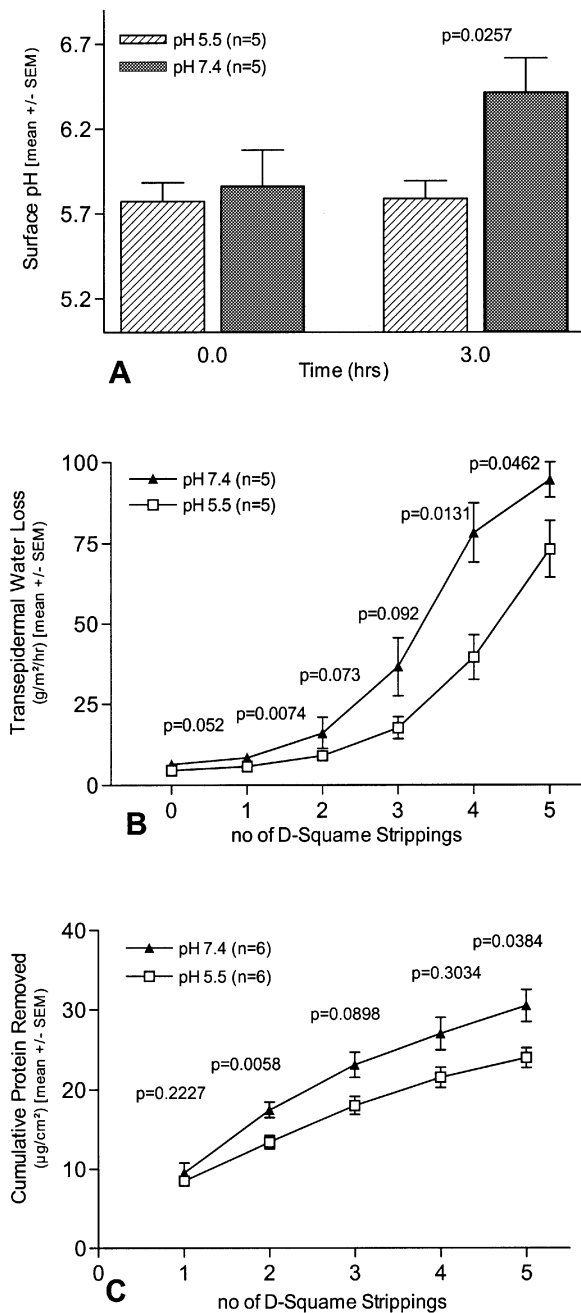 6.7
6.2
5.7
5.2
Surface pH [mean +/- SEM]
pH 5.5 (n=5)
pH 7.4 (n=5)
p=0.0257
0.0
3.0
Time (hrs)
A
100
75
50
25
0
Transepidermal Water Loss
(g/m²/hr) [mean +/- SEM]
pH 7.4 (n=5)
pH 5.5 (n=5)
p=0.052
p=0.0074
p=0.073
p=0.092
p=0.0131
p=0.0462
0 1 2 3 4 5
no of D-Squame Strippings
B
40
30
20
10
0
Cumulative Protein Removed
(µg/cm²) [mean +/- SEM]
pH 7.4 (n=6)
pH 5.5 (n=6)
p=0.2227
p=0.0058
p=0.0898
p=0.3034
p=0.0384
0 1 2 3 4 5
no of D-Squame Strippings
C